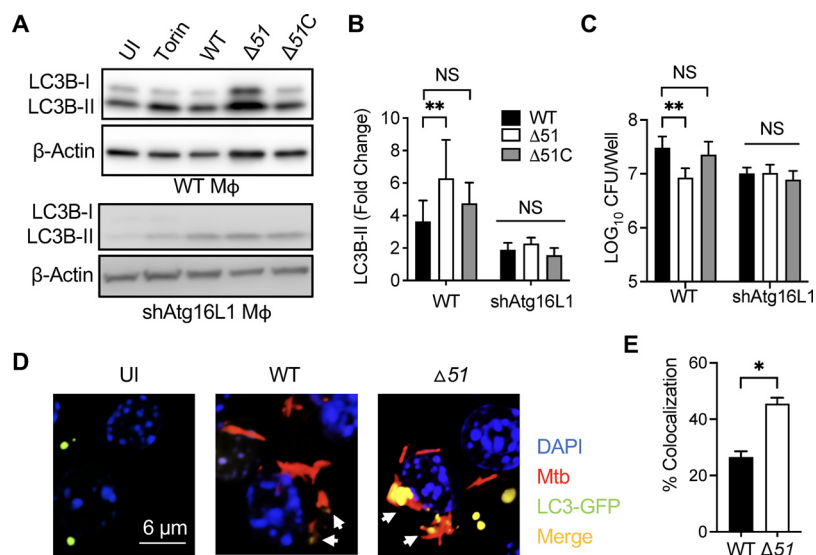 A
UI
Torin
WT
Δ51
Δ51C
LC3B-I
LC3B-II
β-Actin
WT Mϕ
LC3B-I
LC3B-II
β-Actin
shAtg16L1 Mϕ
B
NS
**
WT
Δ51
Δ51C
NS
LC3B-II (Fold Change)
10
8
6
4
2
0
WT
shAtg16L1
C
NS
**
NS
LOG10 CFU/Well
8
7
6
5
WT
shAtg16L1
D
UI
WT
Δ51
6 µm
DAPI
Mtb
LC3-GFP
Merge
E
*
% Colocalization
60
40
20
0
WT Δ51